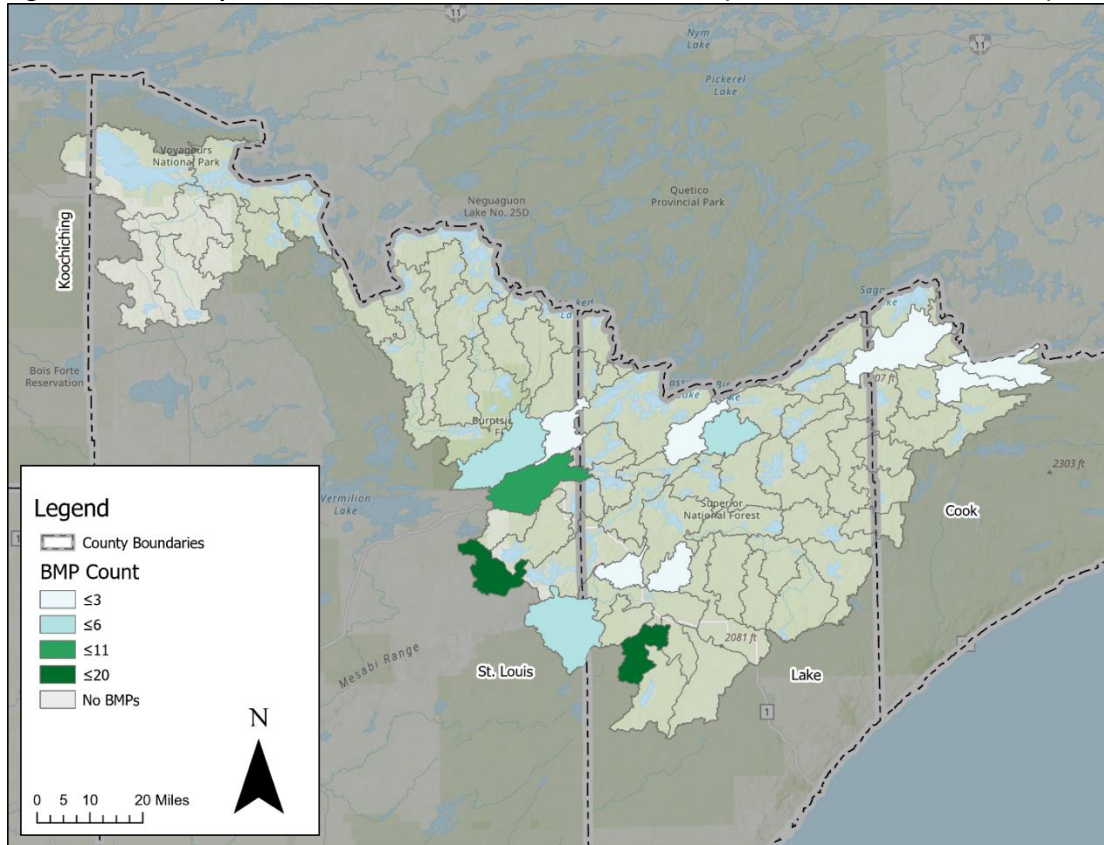 11
Nym
Lake
11
Pickerel
Lake
Voyageurs
National Park
Quetico
Provincial Park
Neguaguon
Lake No. 25D
Koochiching
Bois Forte
Reservation
Vermilion
Lake
2303 ft
Superior
National Forest
Cook
1
Mesabi Range
St. Louis
2081 ft
Lake
1
Legend
County Boundaries
BMP Count
≤3
≤6
≤11
≤20
No BMPs
N
0 5 10 20 Miles